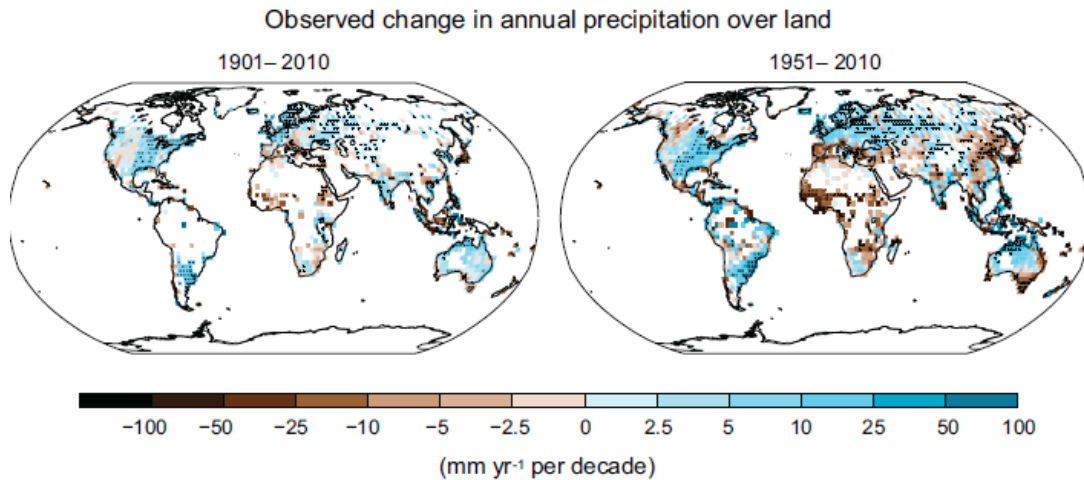 Observed change in annual precipitation over land
1901– 2010
1951– 2010
−100 −50 −25 −10 −5 −2.5 0 2.5 5 10 25 50 100
(mm yr⁻¹ per decade)